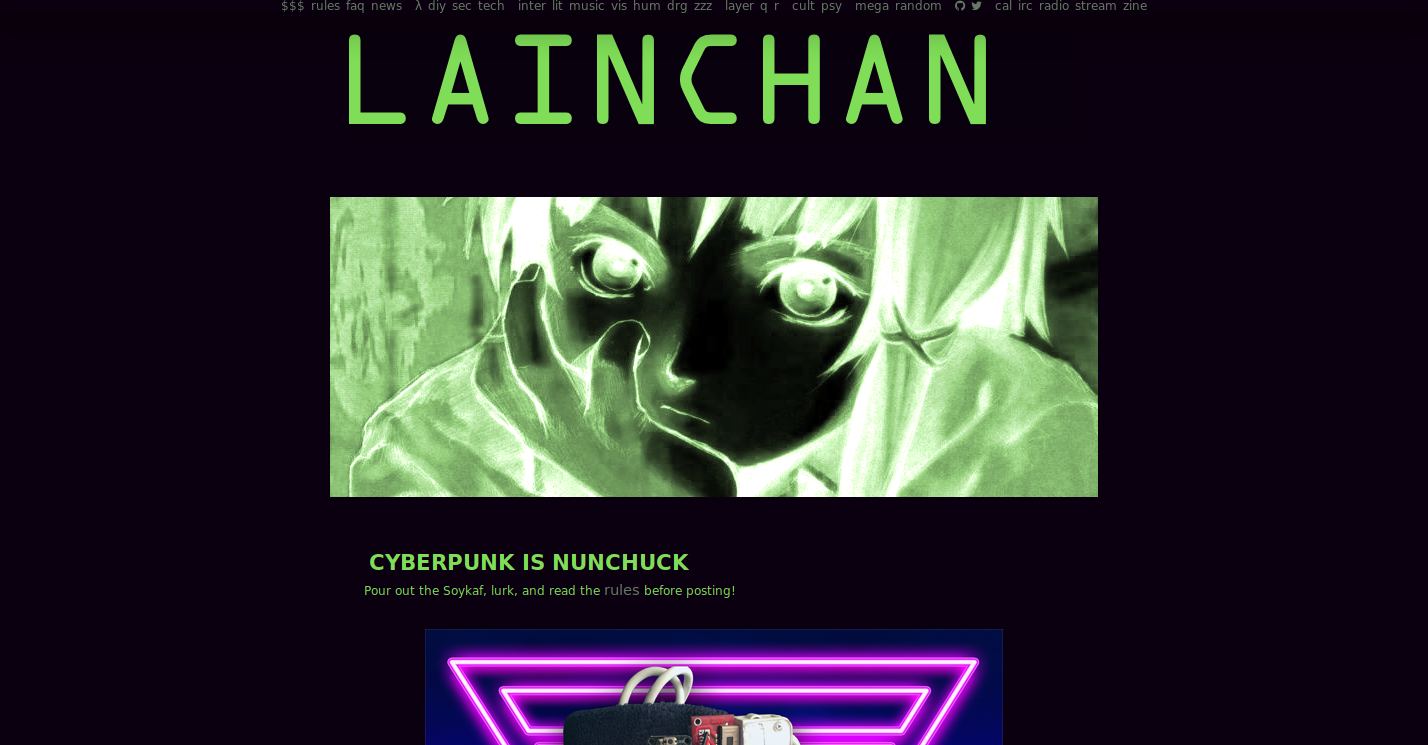 $$$ rules faq news λ diy sec tech inter lit music vis hum drg zzz layer q r cult psy mega random cal irc radio stream zine
LAINCHAN
CYBERPUNK IS NUNCHUCK
Pour out the Soykaf, lurk, and read the rules before posting!